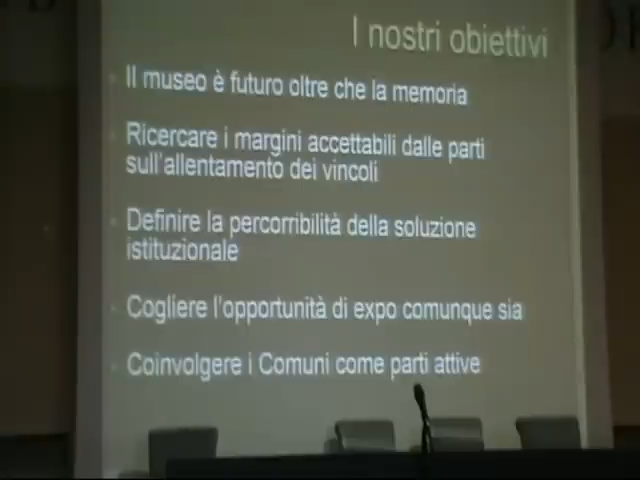 I nostri obiettivi
Il museo è futuro oltre che la memoria
Ricercare i margini accettabili dalle parti
sull'allentamento dei vincoli
Definire la percorribilità della soluzione
istituzionale
Cogliere l'opportunità di expo comunque sia
Coinvolgere i Comuni come parti attive